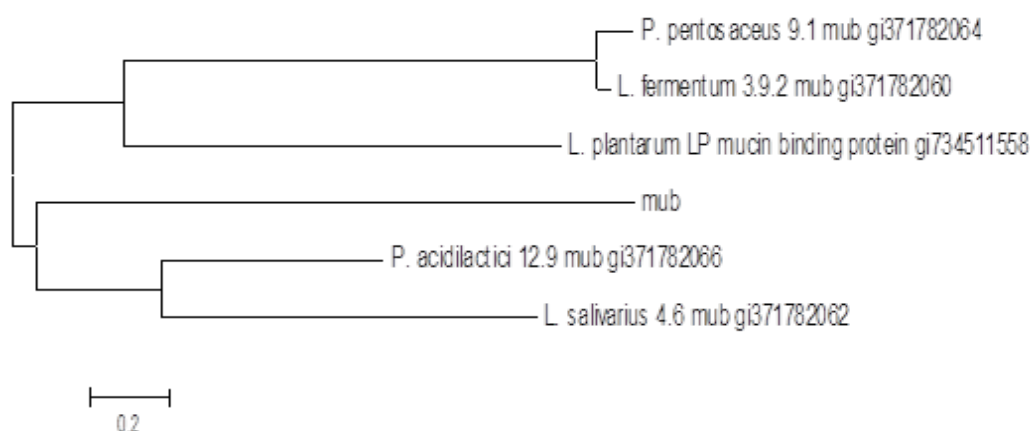 P. pentosaceus 9.1 mub gi371782064
L. fermentum 3.9.2 mub gi371782060
L. plantarum LP mucin binding protein gi734511558
mub
P. acidilactici 12.9 mub gi371782066
L. salivarius 4.6 mub gi371782062
0.2